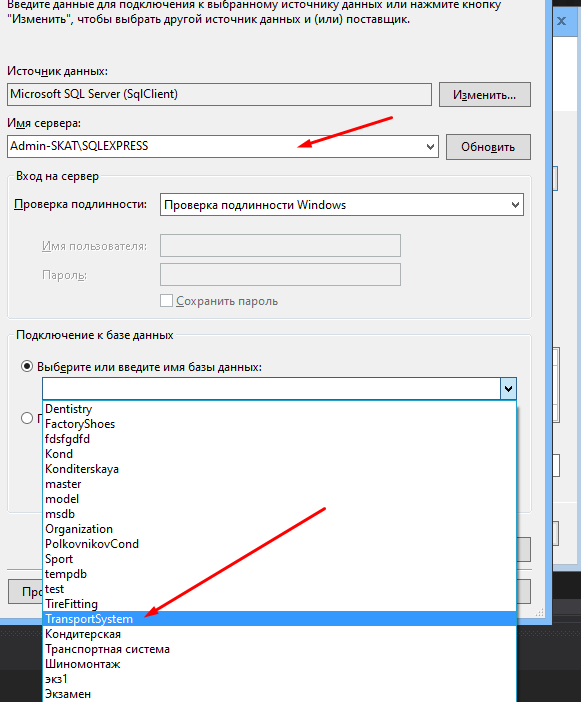 Введите данные для подключения к выбранному источнику данных или нажмите кнопку
"Изменить", чтобы выбрать другой источник данных и (или) поставщик.
Источник данных:
Microsoft SQL Server (SqlClient)
Изменить...
Имя сервера:
Admin-SKAT\SQLEXPRESS
Обновить
Вход на сервер
Проверка подлинности:
Проверка подлинности Windows
Имя пользователя:
Пароль:
Сохранить пароль
Подключение к базе данных
Выберите или введите имя базы данных:
Dentistry
FactoryShoes
fdsfgdfd
Kond
Konditerskaya
master
model
msdb
Organization
PolkovnikovCond
Sport
tempdb
test
TireFitting
TransportSystem
Кондитерская
Транспортная система
Шиномонтаж
экз1
Экзамен